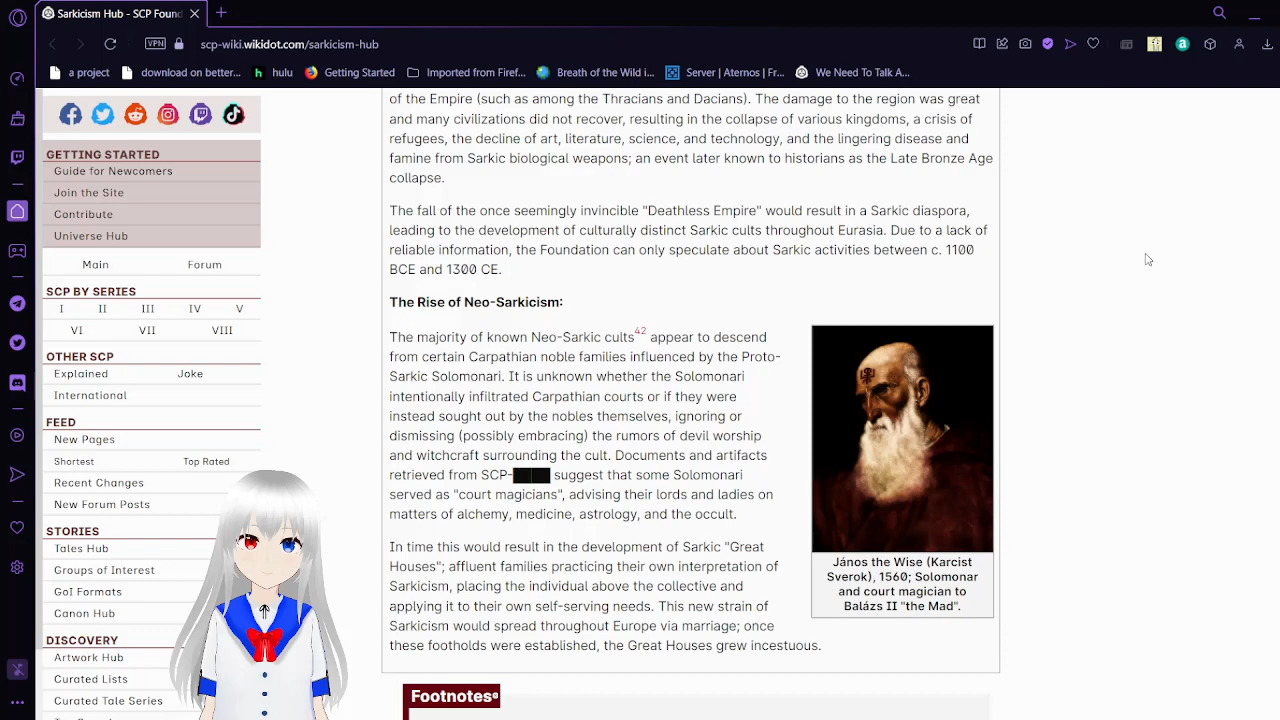 Sarkicism Hub - SCP Found
VPN
scp-wiki.wikidot.com/sarkicism-hub
a project
download on better...
hulu
Getting Started
Imported from Firef...
Breath of the Wild i...
Server | Aternos | Fr...
We Need To Talk A...
GETTING STARTED
Guide for Newcomers
Join the Site
Contribute
Universe Hub
Main Forum
SCP BY SERIES
I II III IV V
VI VII VIII
OTHER SCP
Explained Joke
International
FEED
New Pages
Shortest Top Rated
Recent Changes
New Forum Posts
STORIES
Tales Hub
Groups of Interest
GoI Formats
Canon Hub
DISCOVERY
Artwork Hub
Curated Lists
Curated Tale Series
of the Empire (such as among the Thracians and Dacians). The damage to the region was great
and many civilizations did not recover, resulting in the collapse of various kingdoms, a crisis of
refugees, the decline of art, literature, science, and technology, and the lingering disease and
famine from Sarkic biological weapons; an event later known to historians as the Late Bronze Age
collapse.
The fall of the once seemingly invincible "Deathless Empire" would result in a Sarkic diaspora,
leading to the development of culturally distinct Sarkic cults throughout Eurasia. Due to a lack of
reliable information, the Foundation can only speculate about Sarkic activities between c. 1100
BCE and 1300 CE.
The Rise of Neo-Sarkicism:
The majority of known Neo-Sarkic cults42 appear to descend
from certain Carpathian noble families influenced by the Proto-
Sarkic Solomonari. It is unknown whether the Solomonari
intentionally infiltrated Carpathian courts or if they were
instead sought out by the nobles themselves, ignoring or
dismissing (possibly embracing) the rumors of devil worship
and witchcraft surrounding the cult. Documents and artifacts
retrieved from SCP-████ suggest that some Solomonari
served as "court magicians", advising their lords and ladies on
matters of alchemy, medicine, astrology, and the occult.
In time this would result in the development of Sarkic "Great
Houses"; affluent families practicing their own interpretation of
Sarkicism, placing the individual above the collective and
applying it to their own self-serving needs. This new strain of
Sarkicism would spread throughout Europe via marriage; once
these footholds were established, the Great Houses grew incestuous.
János the Wise (Karcist
Sverok), 1560; Solomonar
and court magician to
Balázs II "the Mad".
Footnotes